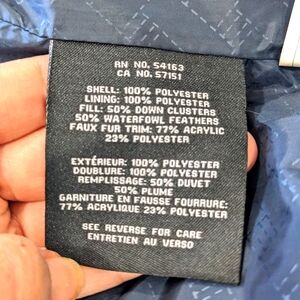 RN NO. 54163
CA NO. 57151
SHELL: 100% POLYESTER
LINING: 100% POLYESTER
FILL: 50% DOWN CLUSTERS
50% WATERFOWL FEATHERS
FAUX FUR TRIM: 77% ACRYLIC
23% POLYESTER
EXTÉRIEUR: 100% POLYESTER
DOUBLURE: 100% POLYESTER
REMPLISSAGE: 50% DUVET
50% PLUME
GARNITURE EN FAUSSE FOURRURE:
77% ACRYLIQUE 23% POLYESTER
SEE REVERSE FOR CARE
ENTRETIEN AU VERSO